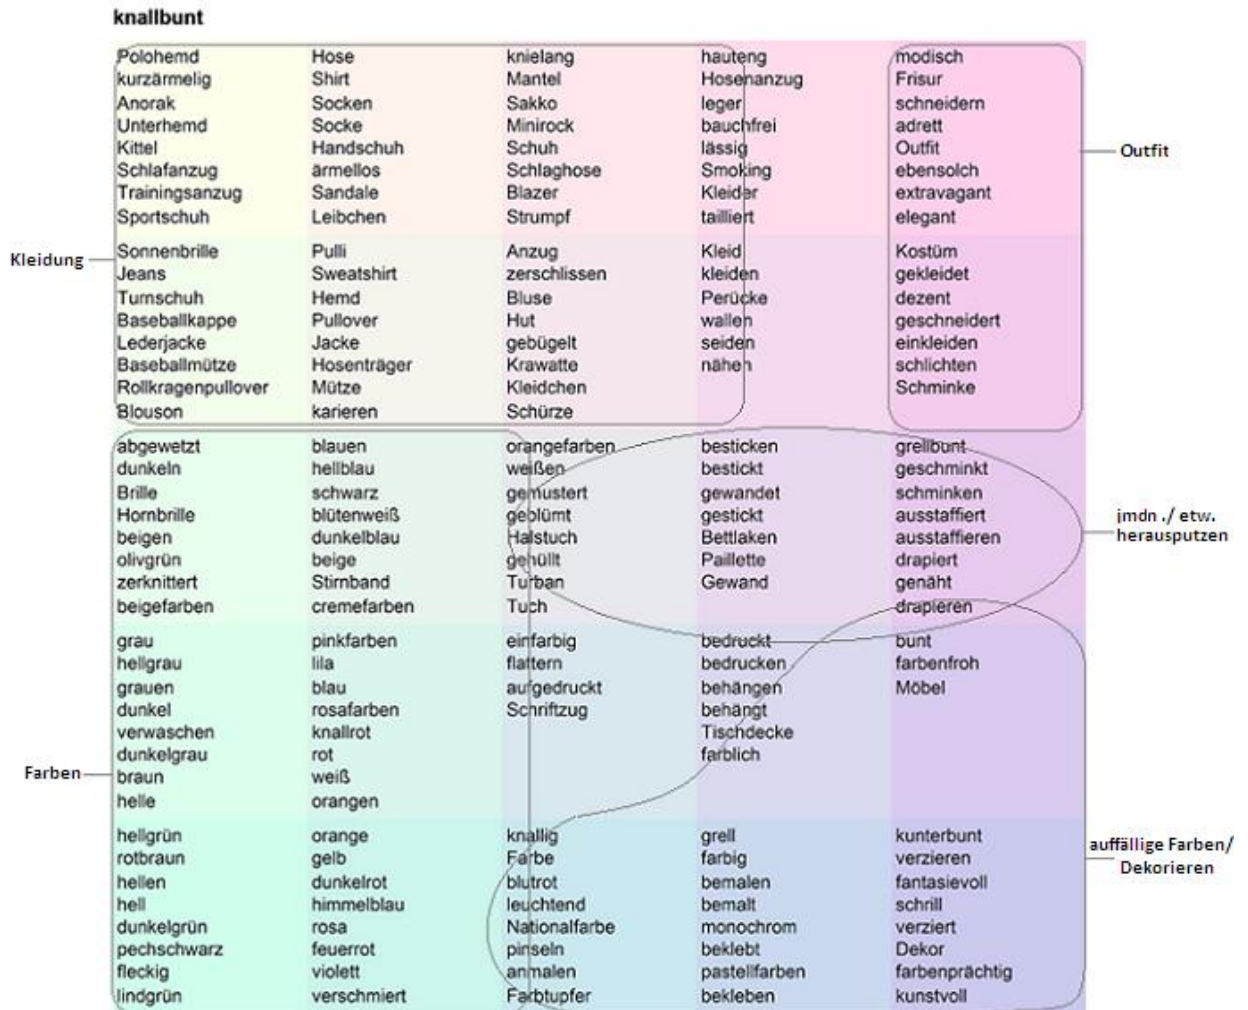 knallbunt
Polohemd Hose knielang hauteng modisch
kurzärmelig Shirt Mantel Hosenanzug Frisur
Anorak Socken Sakko leger schneidern
Unterhemd Socke Minirock bauchfrei adrett
Kittel Handschuh Schuh lässig Outfit
Outfit
Schlafanzug ärmellos Schlaghose Smoking ebensolch
Trainingsanzug Sandale Blazer Kleider extravagant
Sportschuh Leibchen Strumpf tailliert elegant
Sonnenbrille Pulli Anzug Kleid Kostüm
Kleidung
Jeans Sweatshirt zerschlissen kleiden gekleidet
Turnschuh Hemd Bluse Perücke dezent
Baseballkappe Pullover Hut wallen geschneidert
Lederjacke Jacke gebügelt seiden einkleiden
Baseballmütze Hosenträger Krawatte nähen schlichten
Rollkragenpullover Mütze Kleidchen Schminke
Blouson karieren Schürze
abgewetzt blauen orangefarben besticken grellbunt
dunkeln hellblau weißen bestickt geschminkt
Brille schwarz gemustert gewandet schminken
Hornbrille blütenweiß geblümt gestickt ausstaffiert
jmdn ./ etw.
herausputzen
beigen dunkelblau Halstuch Bettlaken ausstaffieren
olivgrün beige gehüllt Paillette drapiert
zerknittert Stirnband Turban Gewand genäht
beigefarben cremefarben Tuch drapieren
grau pinkfarben einfarbig bedruckt bunt
hellgrau lila flattern bedrucken farbenfroh
grauen blau aufgedruckt behängen Möbel
dunkel rosafarben Schriftzug behängt
verwaschen knallrot Tischdecke
dunkelgrau rot farblich
Farben
braun weiß
helle orangen
hellgrün orange knallig grell kunterbunt
auffällige Farben/
Dekorieren
rotbraun gelb Farbe farbig verzieren
hellen dunkelrot blutrot bemalen fantasievoll
hell himmelblau leuchtend bemalt schrill
dunkelgrün rosa Nationalfarbe monochrom verziert
pechschwarz feuerrot pinseln beklebt Dekor
fleckig violett anmalen pastellfarben farbenprächtig
lindgrün verschmiert Farbtupfer bekleben kunstvoll